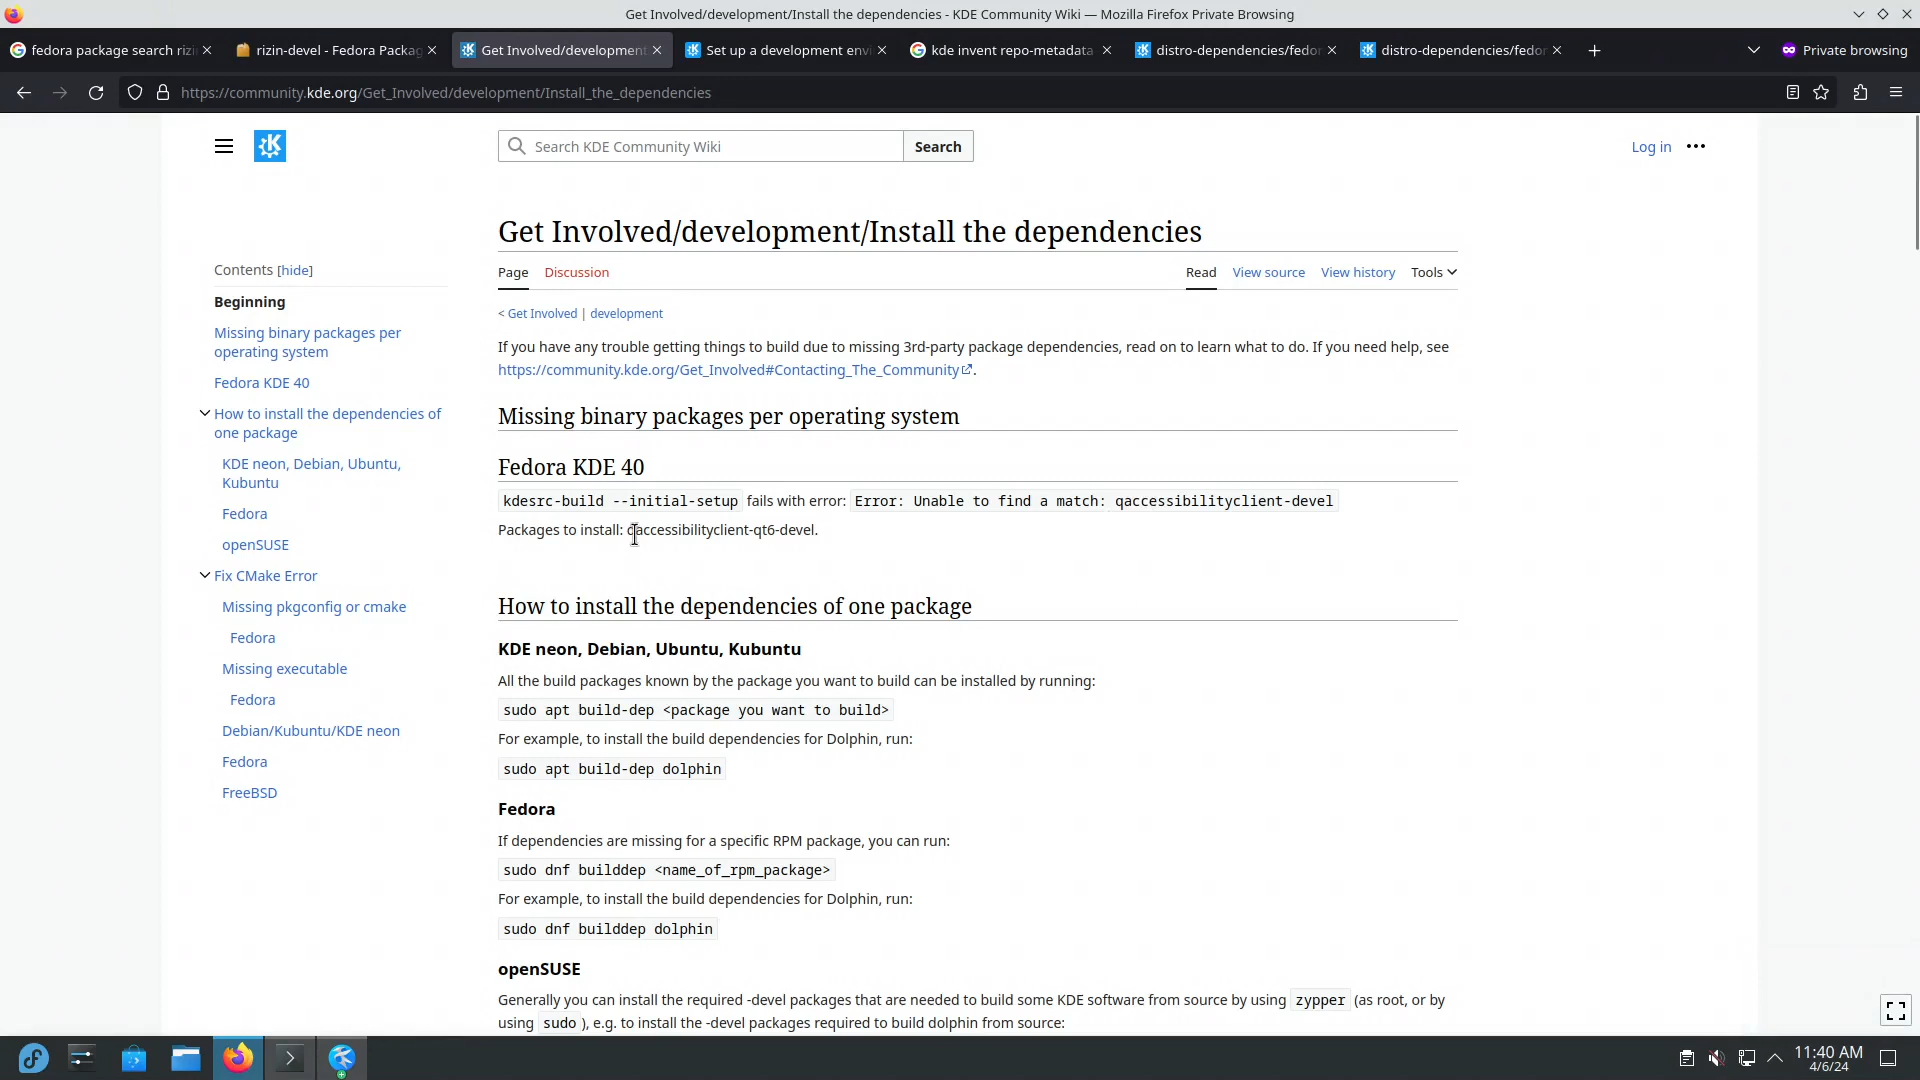 Get Involved/development/Install the dependencies - KDE Community Wiki — Mozilla Firefox Private Browsing
fedora package search rizi
rizin-devel - Fedora Packag
Get Involved/development
Set up a development envi
kde invent repo-metadata
distro-dependencies/fedor
distro-dependencies/fedor
Private browsing
https://community.kde.org/Get_Involved/development/Install_the_dependencies
Search KDE Community Wiki
Search
Log in
Get Involved/development/Install the dependencies
Page
Discussion
Read
View source
View history
Tools
Contents [hide]
Beginning
Missing binary packages per
operating system
Fedora KDE 40
How to install the dependencies of
one package
KDE neon, Debian, Ubuntu,
Kubuntu
Fedora
openSUSE
Fix CMake Error
Missing pkgconfig or cmake
Fedora
Missing executable
Fedora
Debian/Kubuntu/KDE neon
Fedora
FreeBSD
< Get Involved | development
If you have any trouble getting things to build due to missing 3rd-party package dependencies, read on to learn what to do. If you need help, see
https://community.kde.org/Get_Involved#Contacting_The_Community.
Missing binary packages per operating system
Fedora KDE 40
kdesrc-build --initial-setup fails with error: Error: Unable to find a match: qaccessibilityclient-devel
Packages to install: qaccessibilityclient-qt6-devel.
How to install the dependencies of one package
KDE neon, Debian, Ubuntu, Kubuntu
All the build packages known by the package you want to build can be installed by running:
sudo apt build-dep <package you want to build>
For example, to install the build dependencies for Dolphin, run:
sudo apt build-dep dolphin
Fedora
If dependencies are missing for a specific RPM package, you can run:
sudo dnf builddep <name_of_rpm_package>
For example, to install the build dependencies for Dolphin, run:
sudo dnf builddep dolphin
openSUSE
Generally you can install the required -devel packages that are needed to build some KDE software from source by using zypper (as root, or by
using sudo ), e.g. to install the -devel packages required to build dolphin from source:
11:40 AM
4/6/24